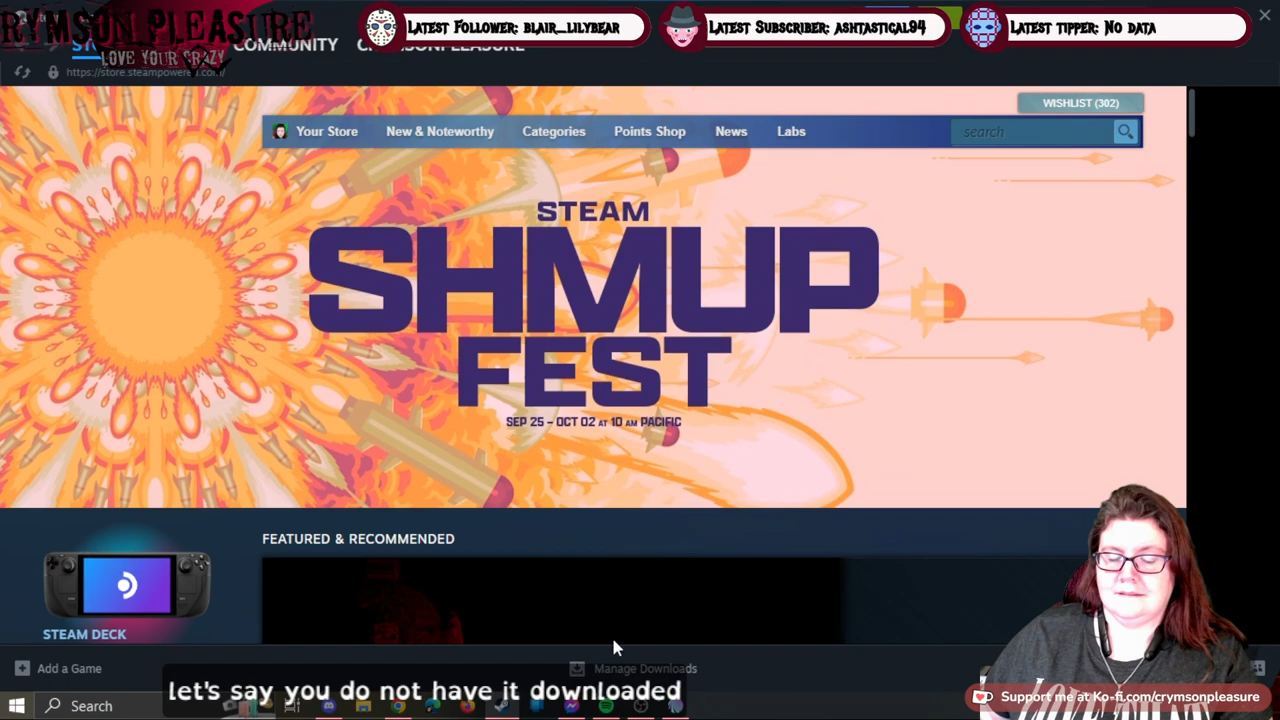 RYMSON PLEASURE
LOVE YOUR CRAZY
LATEST FOLLOWER: BLAIR_LILYBEAR
LATEST SUBSCRIBER: ASHTASTICAL94
LATEST TIPPER: NO DATA
COMMUNITY
https://store.steampowered.com/
WISHLIST (302)
Your Store New & Noteworthy Categories Points Shop News Labs search
STEAM
SHMUP
FEST
SEP 25 – OCT 02 AT 10 AM PACIFIC
FEATURED & RECOMMENDED
STEAM DECK
Add a Game
Manage Downloads
let's say you do not have it downloaded
Search
Support me at Ko-fi.com/crymsonpleasure